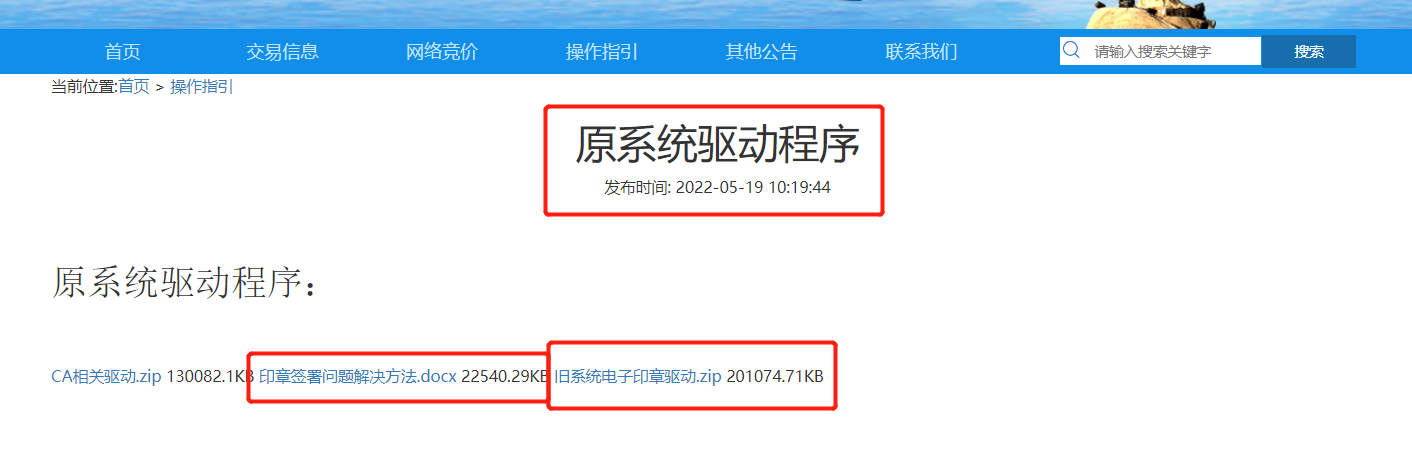 首页 交易信息 网络竞价 操作指引 其他公告 联系我们 请输入搜索关键字 搜索
当前位置:首页 > 操作指引
原系统驱动程序
发布时间: 2022-05-19 10:19:44
原系统驱动程序：
CA相关驱动.zip 130082.1KB 印章签署问题解决方法.docx 22540.29KB 旧系统电子印章驱动.zip 201074.71KB